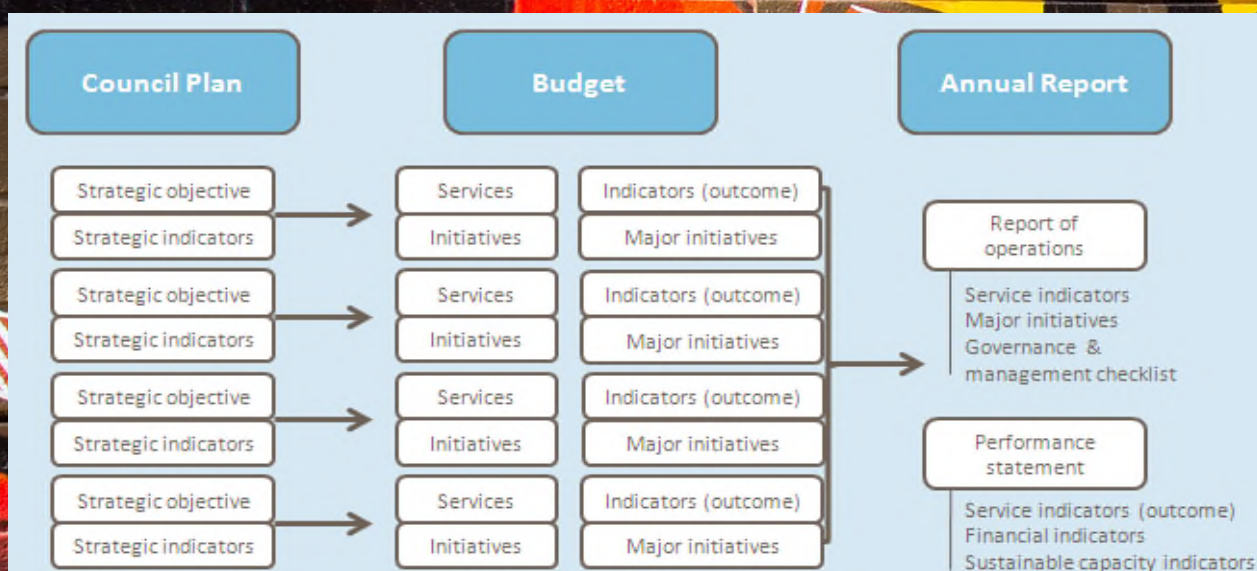 Council Plan
Budget
Annual Report
Strategic objective
Strategic indicators
Services
Initiatives
Indicators (outcome)
Major initiatives
Strategic objective
Strategic indicators
Services
Initiatives
Indicators (outcome)
Major initiatives
Strategic objective
Strategic indicators
Services
Initiatives
Indicators (outcome)
Major initiatives
Strategic objective
Strategic indicators
Services
Initiatives
Indicators (outcome)
Major initiatives
Report of
operations
Service indicators
Major initiatives
Governance &
management checklist
Performance
statement
Service indicators (outcome)
Financial indicators
Sustainable capacity indicators